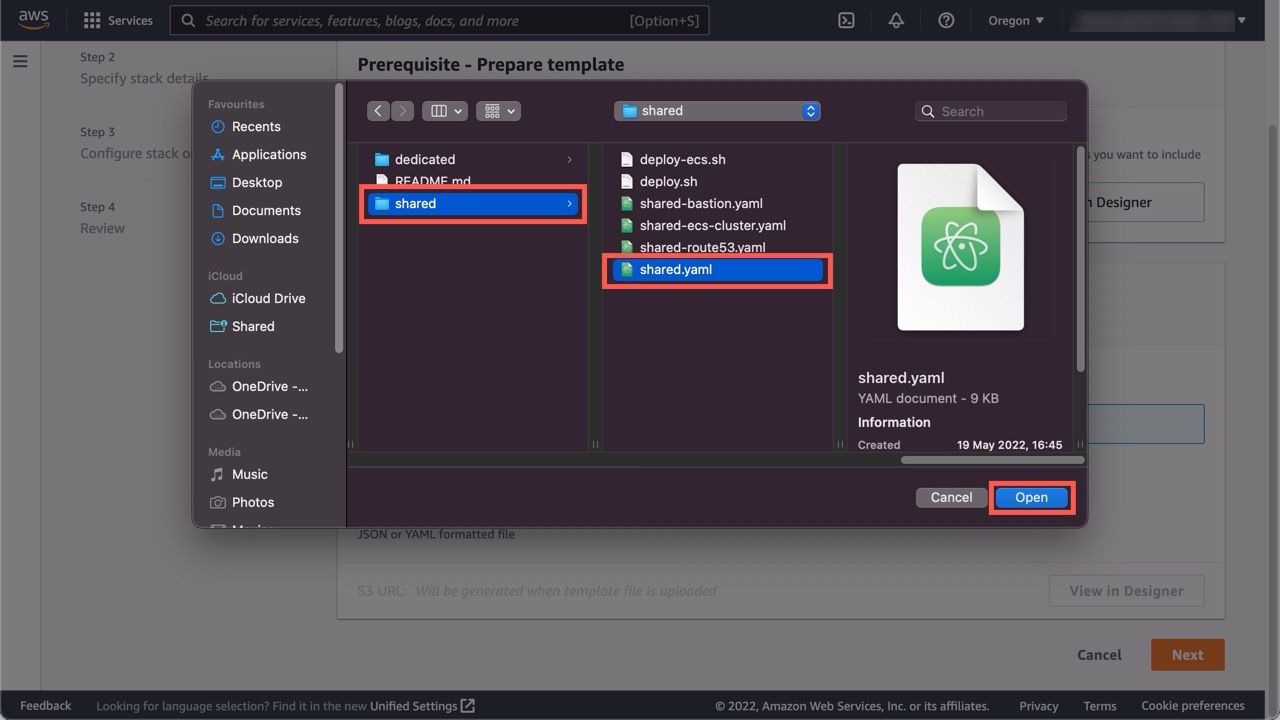 aws
Services
Search for services, features, blogs, docs, and more
[Option+S]
Oregon
Step 2
Specify stack details
Step 3
Configure stack o
Step 4
Review
Prerequisite - Prepare template
s you want to include
n Designer
Favourites
Recents
Applications
Desktop
Documents
Downloads
iCloud
iCloud Drive
Shared
Locations
OneDrive -...
OneDrive -...
Media
Music
Photos
shared
Search
dedicated
README.md
shared
deploy-ecs.sh
deploy.sh
shared-bastion.yaml
shared-ecs-cluster.yaml
shared-route53.yaml
shared.yaml
shared.yaml
YAML document - 9 KB
Information
Created 19 May 2022, 16:45
Cancel
Open
JSON or YAML formatted file
S3 URL: Will be generated when template file is uploaded
View in Designer
Cancel
Next
Feedback
Looking for language selection? Find it in the new Unified Settings
© 2022, Amazon Web Services, Inc. or its affiliates.
Privacy
Terms
Cookie preferences